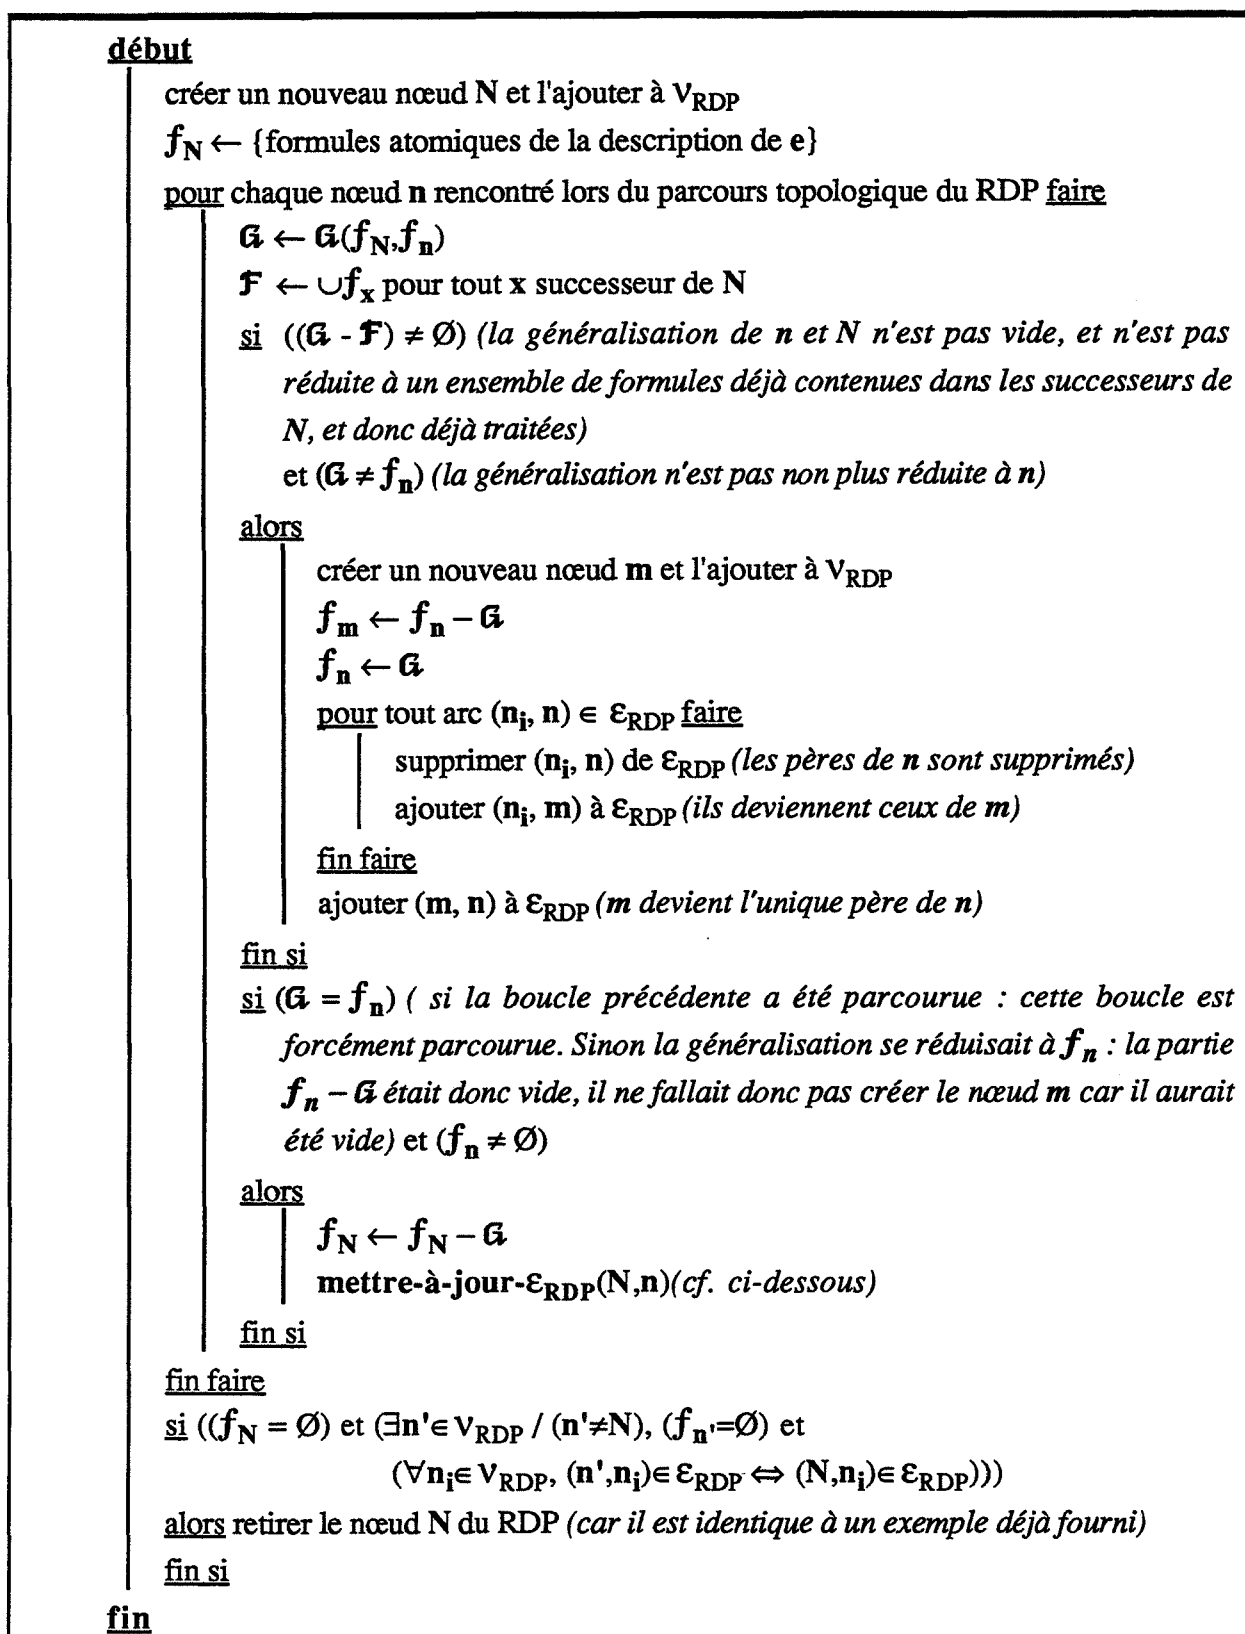 début
créer un nouveau nœud N et l'ajouter à V_RDP
f_N ← {formules atomiques de la description de e}
pour chaque nœud n rencontré lors du parcours topologique du RDP faire
G ← G(f_N,f_n)
F ← ∪f_x pour tout x successeur de N
si ((G - F) ≠ Ø) (la généralisation de n et N n'est pas vide, et n'est pas
réduite à un ensemble de formules déjà contenues dans les successeurs de
N, et donc déjà traitées)
et (G ≠ f_n) (la généralisation n'est pas non plus réduite à n)
alors
créer un nouveau nœud m et l'ajouter à V_RDP
f_m ← f_n – G
f_n ← G
pour tout arc (n_i, n) ∈ ε_RDP faire
supprimer (n_i, n) de ε_RDP (les pères de n sont supprimés)
ajouter (n_i, m) à ε_RDP (ils deviennent ceux de m)
fin faire
ajouter (m, n) à ε_RDP (m devient l'unique père de n)
fin si
si (G = f_n) ( si la boucle précédente a été parcourue : cette boucle est
forcément parcourue. Sinon la généralisation se réduisait à f_n : la partie
f_n – G était donc vide, il ne fallait donc pas créer le nœud m car il aurait
été vide) et (f_n ≠ Ø)
alors
f_N ← f_N – G
mettre-à-jour-ε_RDP(N,n)(cf. ci-dessous)
fin si
fin faire
si ((f_N = Ø) et (∃n'∈ V_RDP / (n'≠N), (f_n'=Ø) et
(∀n_i∈ V_RDP, (n',n_i)∈ ε_RDP ⇔ (N,n_i)∈ ε_RDP)))
alors retirer le nœud N du RDP (car il est identique à un exemple déjà fourni)
fin si
fin